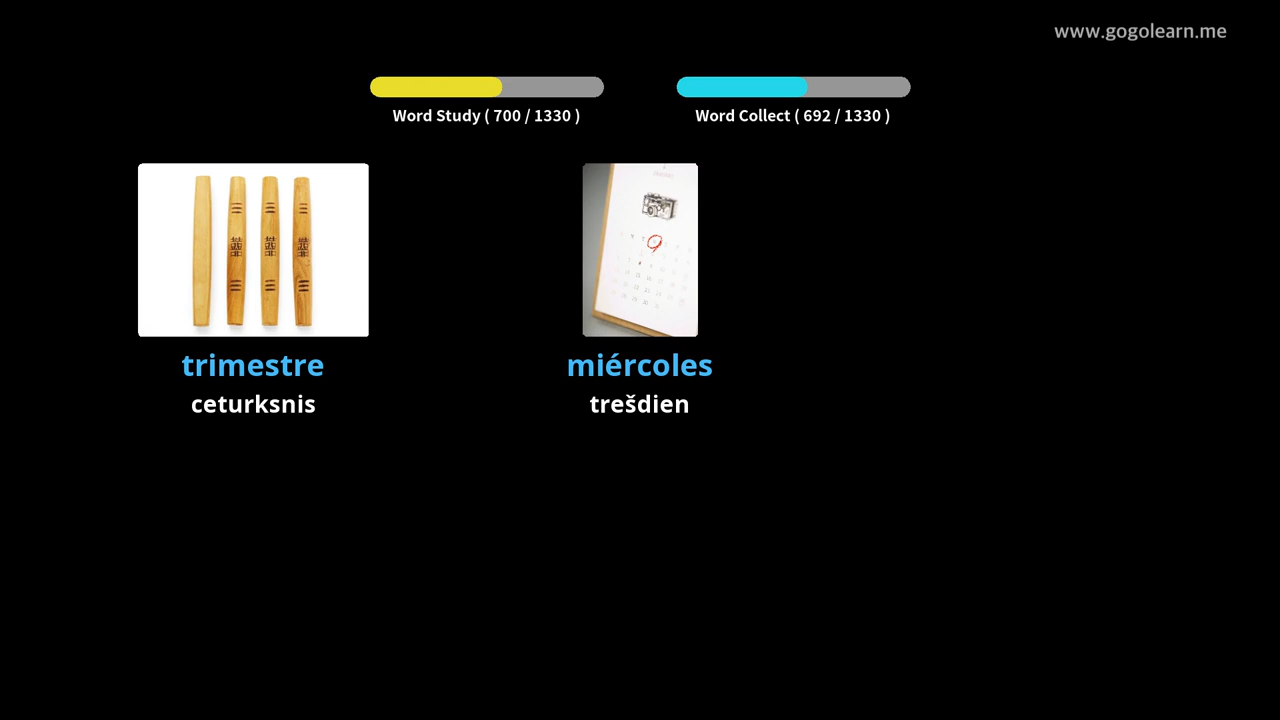 www.gogolearn.me
Word Study ( 700 / 1330 )
Word Collect ( 692 / 1330 )
trimestre
ceturksnis
miércoles
trešdien